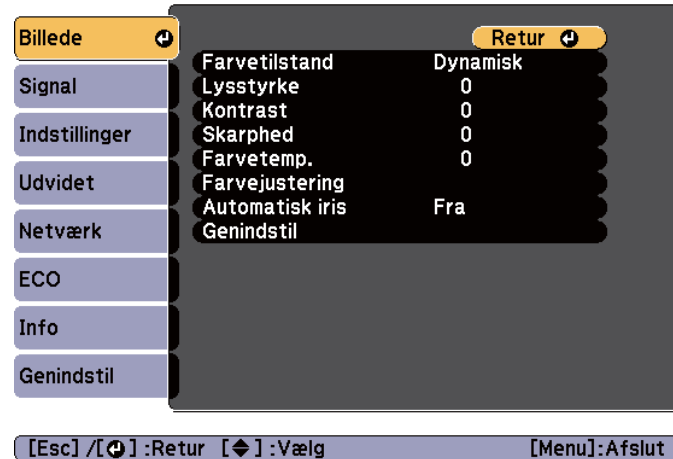 Billede
Signal
Indstillinger
Udvidet
Netværk
ECO
Info
Genindstil
Retur
Farvetilstand Dynamisk
Lysstyrke 0
Kontrast 0
Skarphed 0
Farvetemp. 0
Farvejustering
Automatisk iris Fra
Genindstil
[Esc] /[⏎] :Retur [◆] :Vælg [Menu]:Afslut